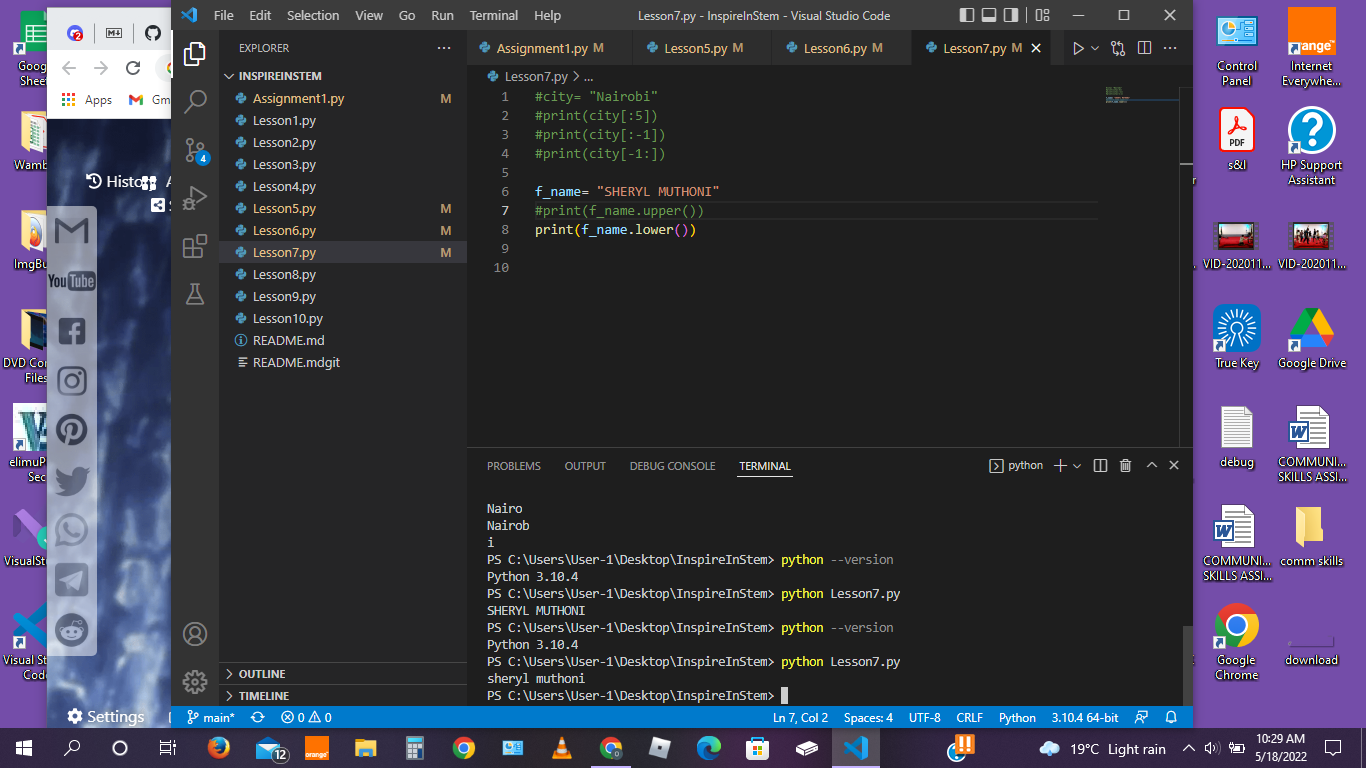 File Edit Selection View Go Run Terminal Help
Lesson7.py - InspireInStem - Visual Studio Code
EXPLORER
INSPIREINSTEM
Assignment1.py M
Lesson1.py
Lesson2.py
Lesson3.py
Lesson4.py
Lesson5.py M
Lesson6.py M
Lesson7.py M
Lesson8.py
Lesson9.py
Lesson10.py
README.md
README.mdgit
OUTLINE
TIMELINE
4
Assignment1.py M Lesson5.py M Lesson6.py M Lesson7.py M
Lesson7.py > ...
1 #city= "Nairobi"
2 #print(city[:5])
3 #print(city[:-1])
4 #print(city[-1:])
5
6 f_name= "SHERYL MUTHONI"
7 #print(f_name.upper())
8 print(f_name.lower())
9
10
PROBLEMS OUTPUT DEBUG CONSOLE TERMINAL
python
Nairo
Nairob
i
PS C:\Users\User-1\Desktop\InspireInStem> python --version
Python 3.10.4
PS C:\Users\User-1\Desktop\InspireInStem> python Lesson7.py
SHERYL MUTHONI
PS C:\Users\User-1\Desktop\InspireInStem> python --version
Python 3.10.4
PS C:\Users\User-1\Desktop\InspireInStem> python Lesson7.py
sheryl muthoni
PS C:\Users\User-1\Desktop\InspireInStem>
main* 0 0
Ln 7, Col 2 Spaces: 4 UTF-8 CRLF Python 3.10.4 64-bit
2
Apps Gm
Histo
YouTube
Settings
Goog
Sheet
Wamb
ImgBu
DVD Con
Files
elimuP
Sec
VisualStu
Visual St
Code
Control
Panel
orange™
Internet
Everywhe...
PDF
s&l
HP Support
Assistant
VID-202011...
VID-202011...
True Key
Google Drive
debug
COMMUNI...
SKILLS ASSI...
COMMUNI...
SKILLS ASSI...
comm skills
Google
Chrome
download
12
orange
19°C Light rain
10:29 AM
5/18/2022